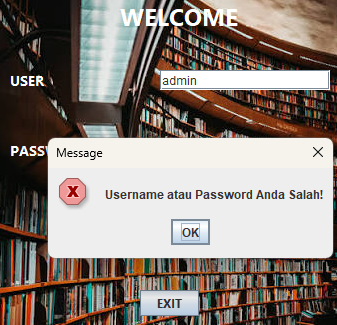 WELCOME
USER
admin
PASSW
Message
X
Username atau Password Anda Salah!
OK
EXIT